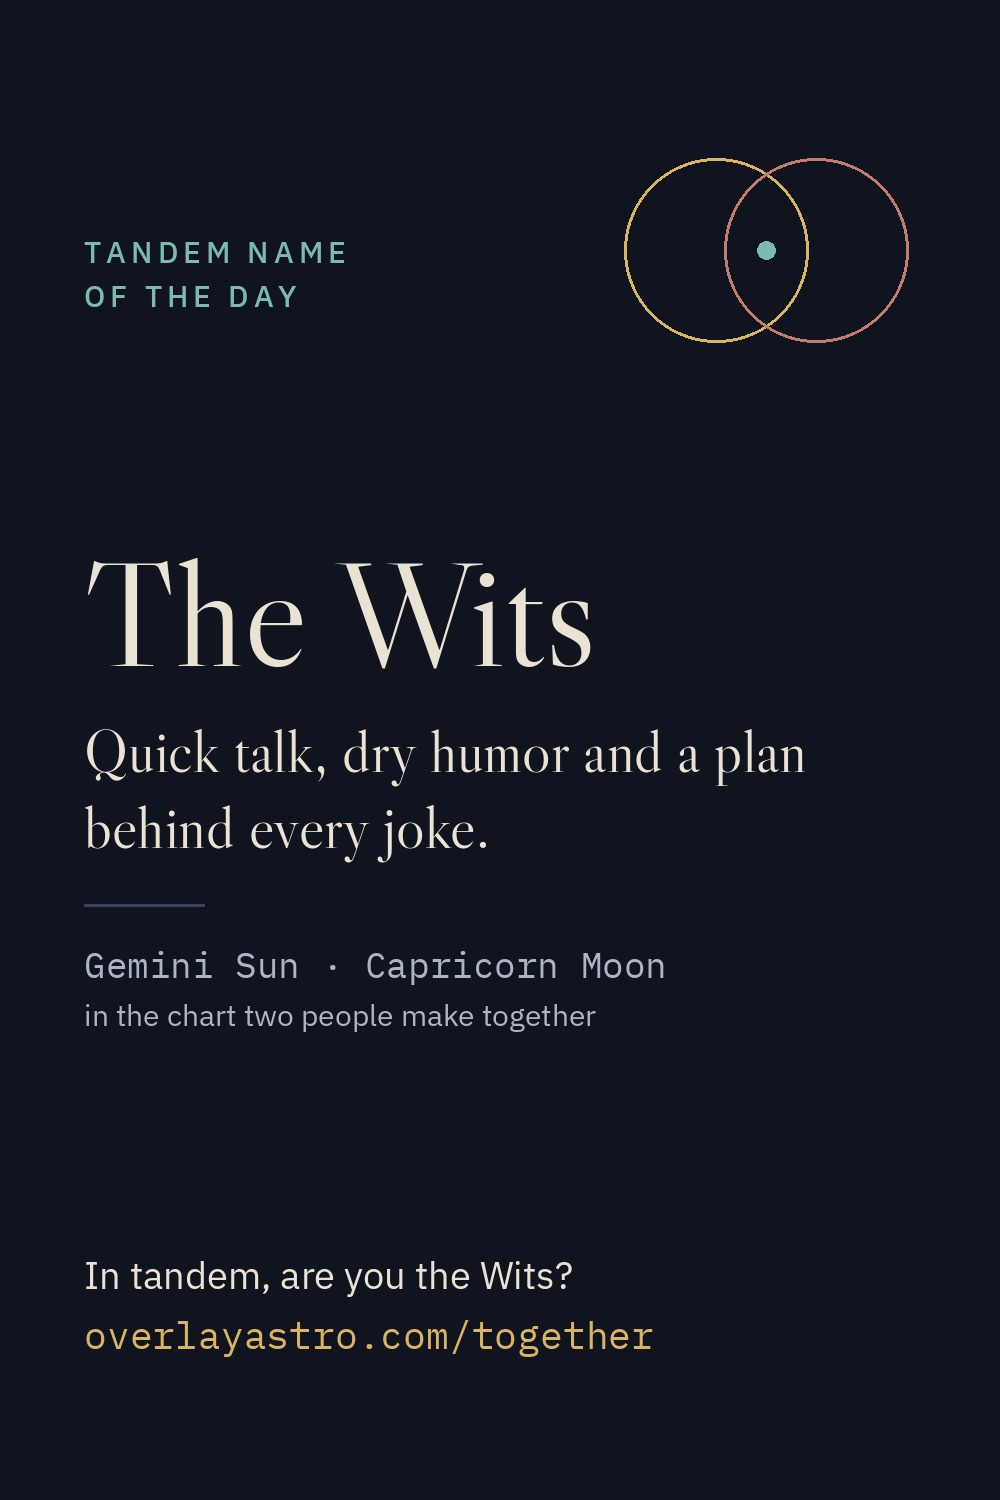 TANDEM NAME
OF THE DAY
The Wits
Quick talk, dry humor and a plan
behind every joke.
Gemini Sun · Capricorn Moon
in the chart two people make together
In tandem, are you the Wits?
overlayastro.com/together